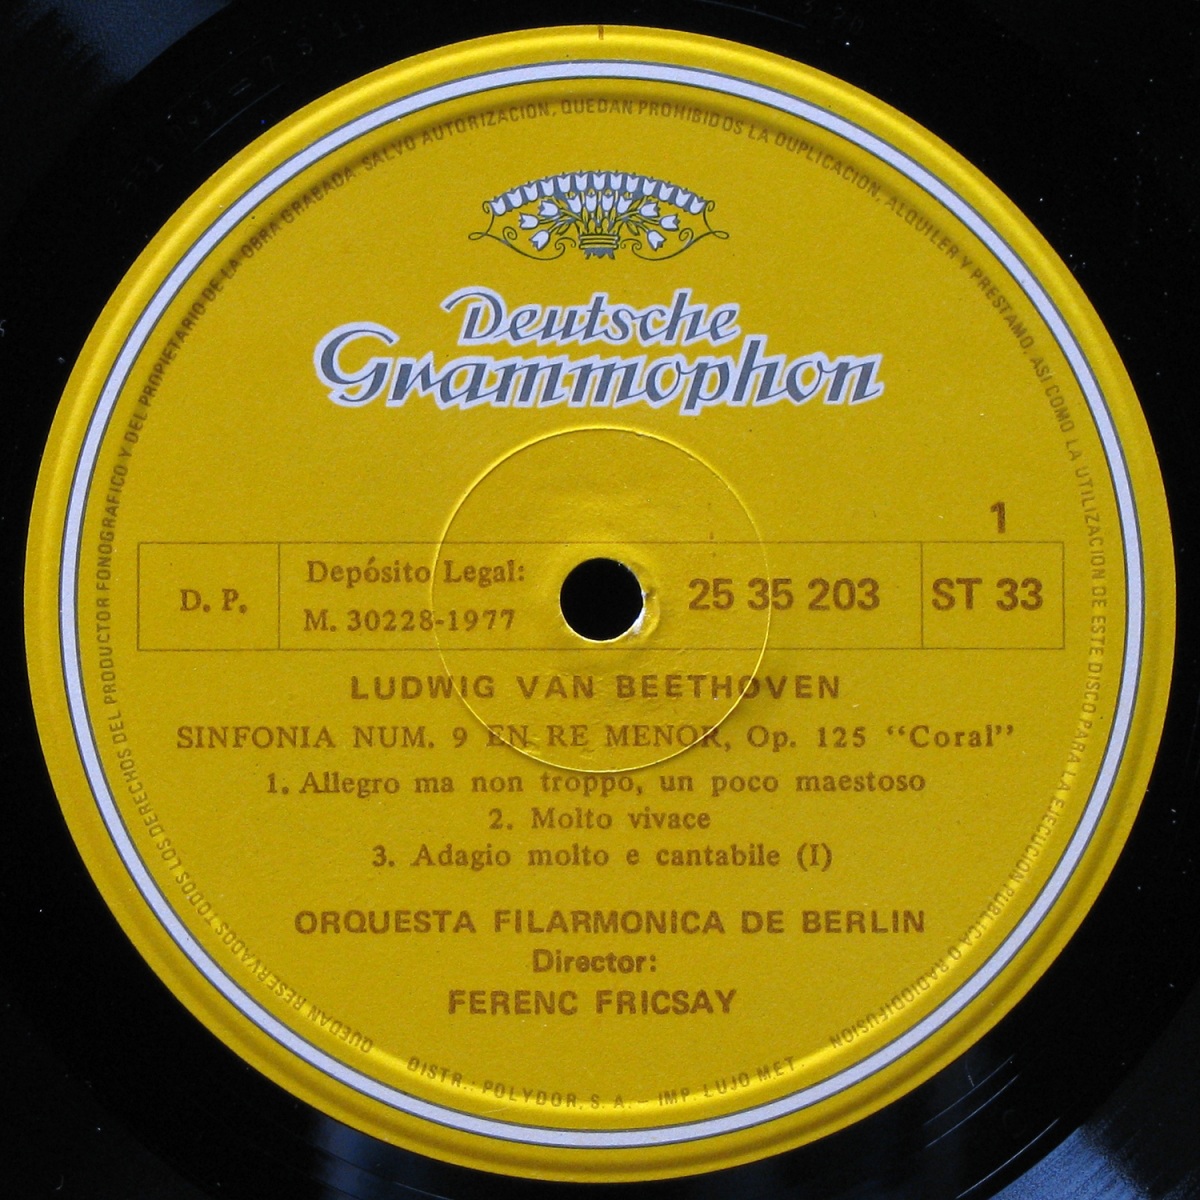 Deutsche
Grammophon
1
D. P.
Depósito Legal:
M. 30228-1977
25 35 203
ST 33
LUDWIG VAN BEETHOVEN
SINFONIA NUM. 9 EN RE MENOR, Op. 125 “Coral”
1. Allegro ma non troppo, un poco maestoso
2. Molto vivace
3. Adagio molto e cantabile (I)
ORQUESTA FILARMONICA DE BERLIN
Director:
FERENC FRICSAY
QUEDAN RESERVADOS TODOS LOS DERECHOS DEL PRODUCTOR FONOGRAFICO Y DEL PROPIETARIO DE LA OBRA GRABADA. SALVO AUTORIZACION, QUEDAN PROHIBIDOS LA DUPLICACION, ALQUILER Y PRESTAMO, ASI COMO LA UTILIZACION DE ESTE DISCO PARA LA EJECUCION PUBLICA O RADIODIFUSION
DISTR.: POLYDOR, S. A. – IMP. LUJO MET.